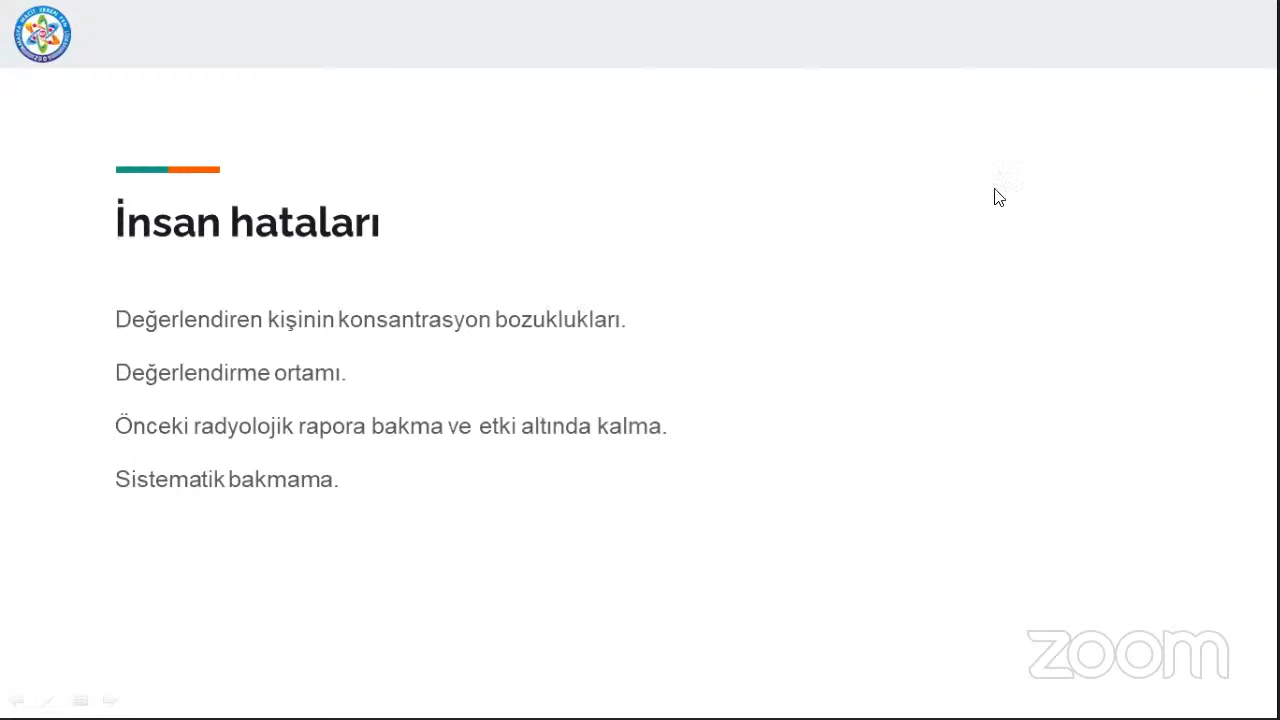 İnsan hataları
Değerlendiren kişinin konsantrasyon bozuklukları.
Değerlendirme ortamı.
Önceki radyolojik rapora bakma ve etki altında kalma.
Sistematik bakmama.
zoom